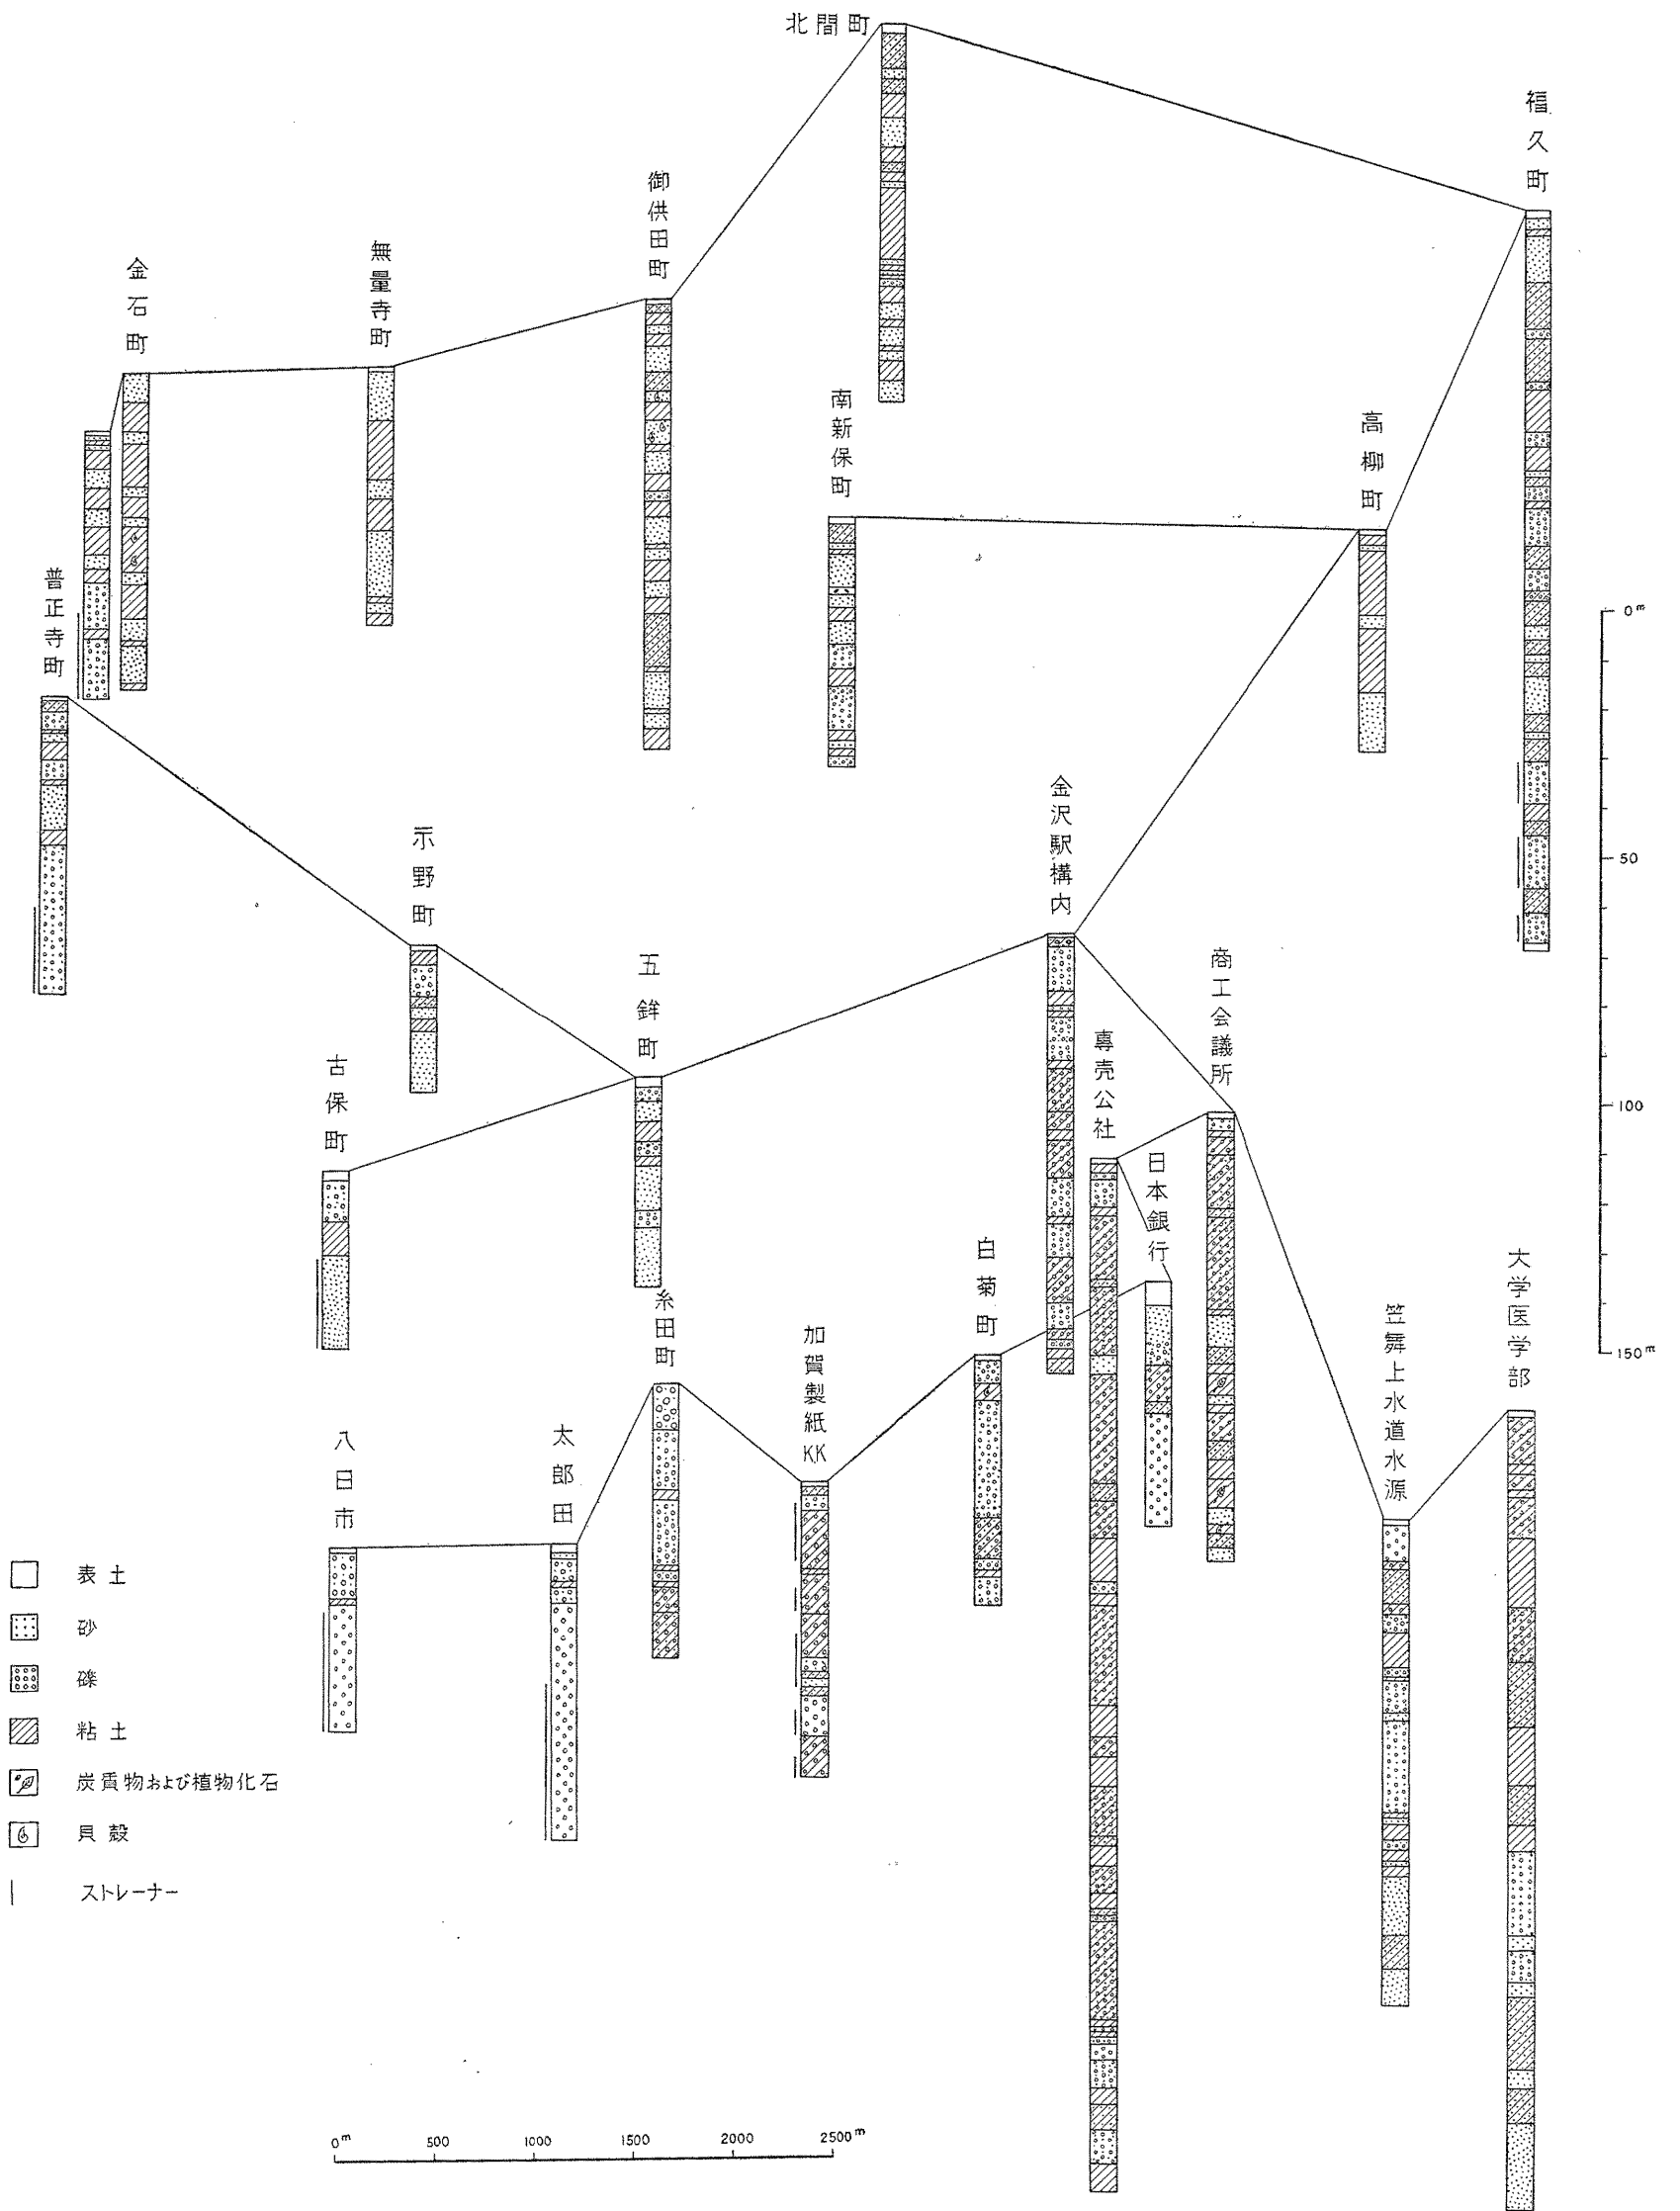 北間町
福久町
御供田町
無量寺町
金石町
南新保町
高柳町
普正寺町
0m
50
100
150m
金沢駅構内
示野町
五鉾町
商工会議所
専売公社
古保町
日本銀行
白菊町
大学医学部
糸田町
加賀製紙KK
笠舞上水道水源
八日市
太郎田
表土
砂
礫
粘土
炭質物および植物化石
貝殻
ストレーナー
0m 500 1000 1500 2000 2500m